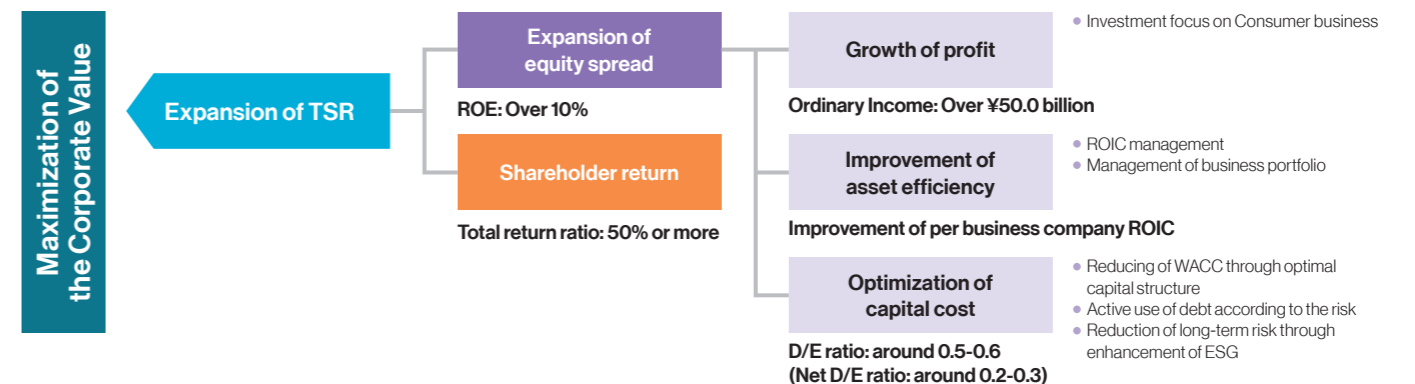 Maximization of
the Corporate Value
Expansion of TSR
Expansion of
equity spread
ROE: Over 10%
Shareholder return
Total return ratio: 50% or more
Growth of profit
Ordinary Income: Over ¥50.0 billion
• Investment focus on Consumer business
Improvement of
asset efficiency
Improvement of per business company ROIC
• ROIC management
• Management of business portfolio
Optimization of
capital cost
D/E ratio: around 0.5-0.6
(Net D/E ratio: around 0.2-0.3)
• Reducing of WACC through optimal
capital structure
• Active use of debt according to the risk
• Reduction of long-term risk through
enhancement of ESG